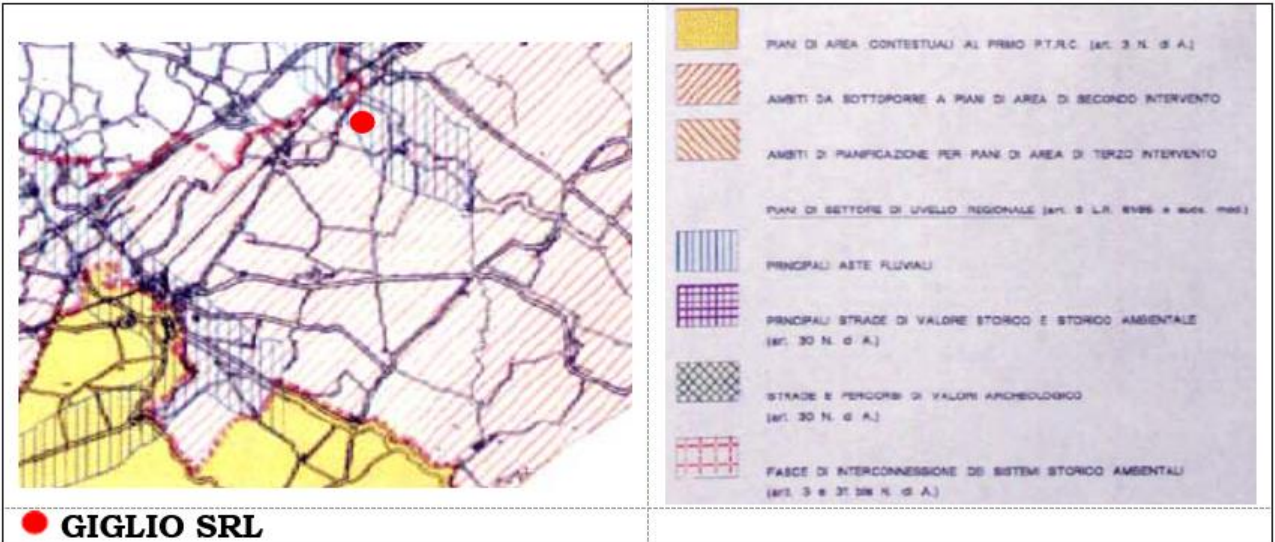 PIANI DI AREA CONTESTUALI AL PRIMO P.T.R.C. (art. 3 N. di A.)
AMBITI DA SOTTOPORRE A PIANI DI AREA DI SECONDO INTERVENTO
AMBITI DI PIANIFICAZIONE PER PIANI DI AREA DI TERZO INTERVENTO
PIANI DI SETTORE DI LIVELLO REGIONALE (art. L.R. e succ. mod.)
PRINCIPALI ASTE FLUVIALI
PRINCIPALI STRADE DI VALORE STORICO E STORICO AMBIENTALE
(art. 30 N. d A.)
STRADE E PERCORSI DI VALORI ARCHEOLOGICO
(art. 30 N. d A.)
FASCE DI INTERCONNESSIONE DEI SISTEMI STORICO AMBIENTALI
(art. 3 e 31 bis N. di A.)
GIGLIO SRL